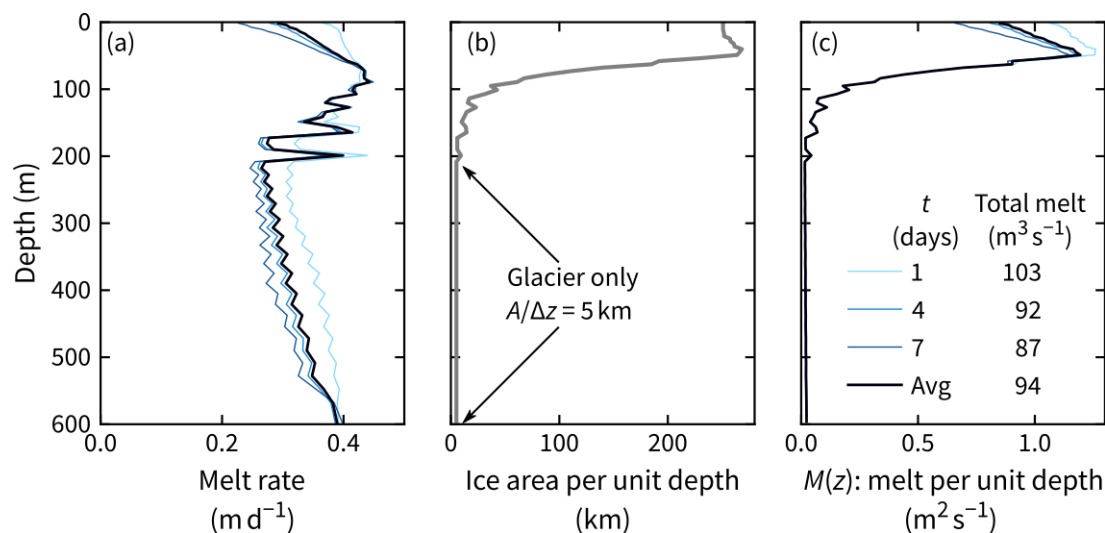 (a)
(b)
(c)
0
100
200
300
400
500
600
Depth (m)
0.0
0.2
0.4
Melt rate
(m d⁻¹)
Glacier only
A/Δz = 5 km
0
100
200
Ice area per unit depth
(km)
t
(days)
Total melt
(m³ s⁻¹)
1 103
4 92
7 87
Avg 94
0.0
0.5
1.0
M(z): melt per unit depth
(m² s⁻¹)